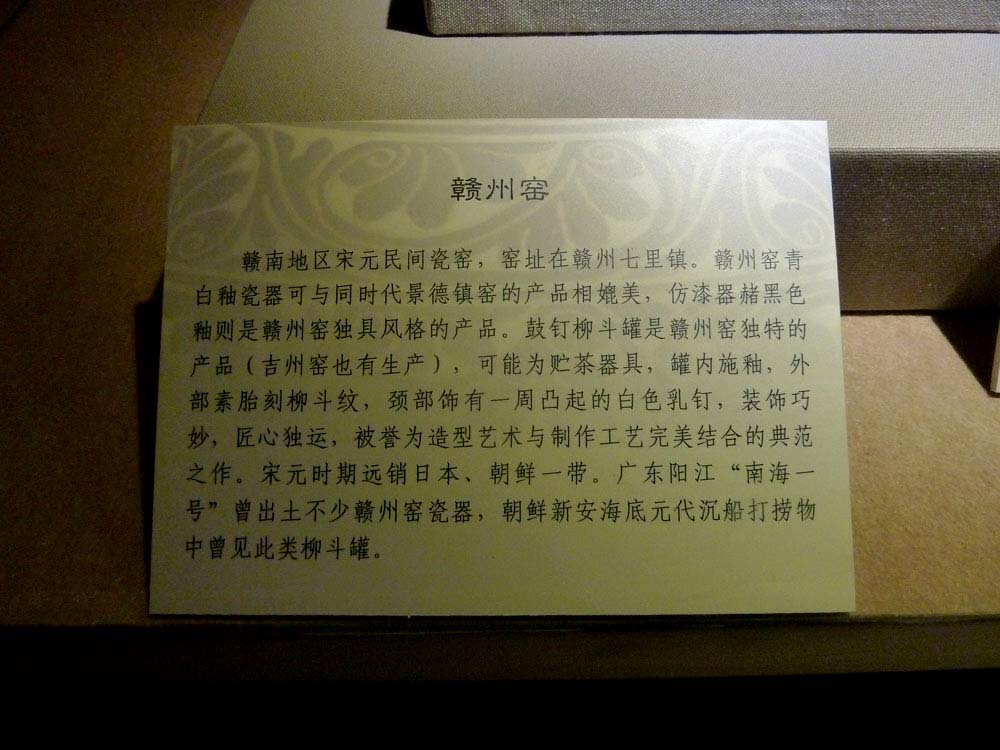 赣州窑
赣南地区宋元民间瓷窑，窑址在赣州七里镇。赣州窑青
白釉瓷器可与同时代景德镇窑的产品相媲美，仿漆器赭黑色
釉则是赣州窑独具风格的产品。鼓钉柳斗罐是赣州窑独特的
产品（吉州窑也有生产），可能为贮茶器具，罐内施釉，外
部素胎刻柳斗纹，颈部饰有一周凸起的白色乳钉，装饰巧
妙，匠心独运，被誉为造型艺术与制作工艺完美结合的典范
之作。宋元时期远销日本、朝鲜一带。广东阳江“南海一
号”曾出土不少赣州窑瓷器，朝鲜新安海底元代沉船打捞物
中曾见此类柳斗罐。